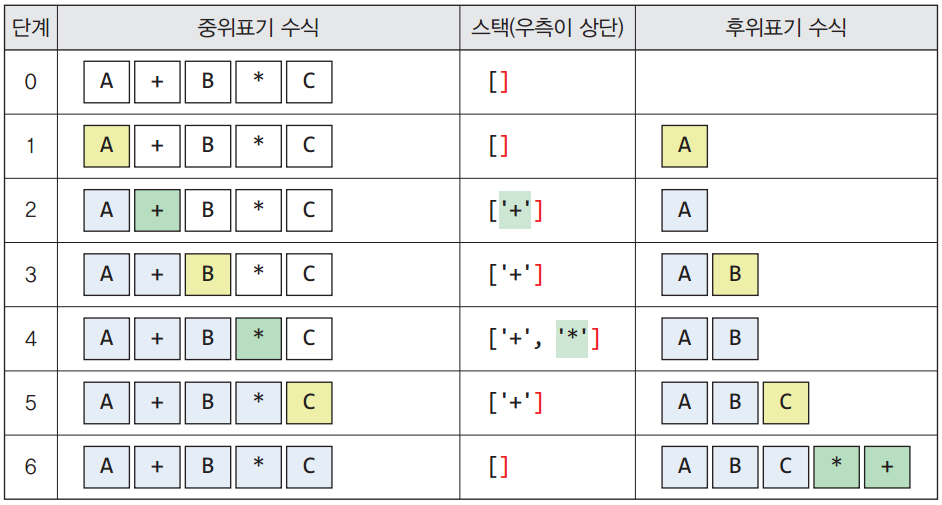 단계 중위표기 수식 스택(우측이 상단) 후위표기 수식
0 A + B * C []
1 A + B * C [] A
2 A + B * C ['+'] A
3 A + B * C ['+'] A B
4 A + B * C ['+', '*'] A B
5 A + B * C ['+'] A B C
6 A + B * C [] A B C * +